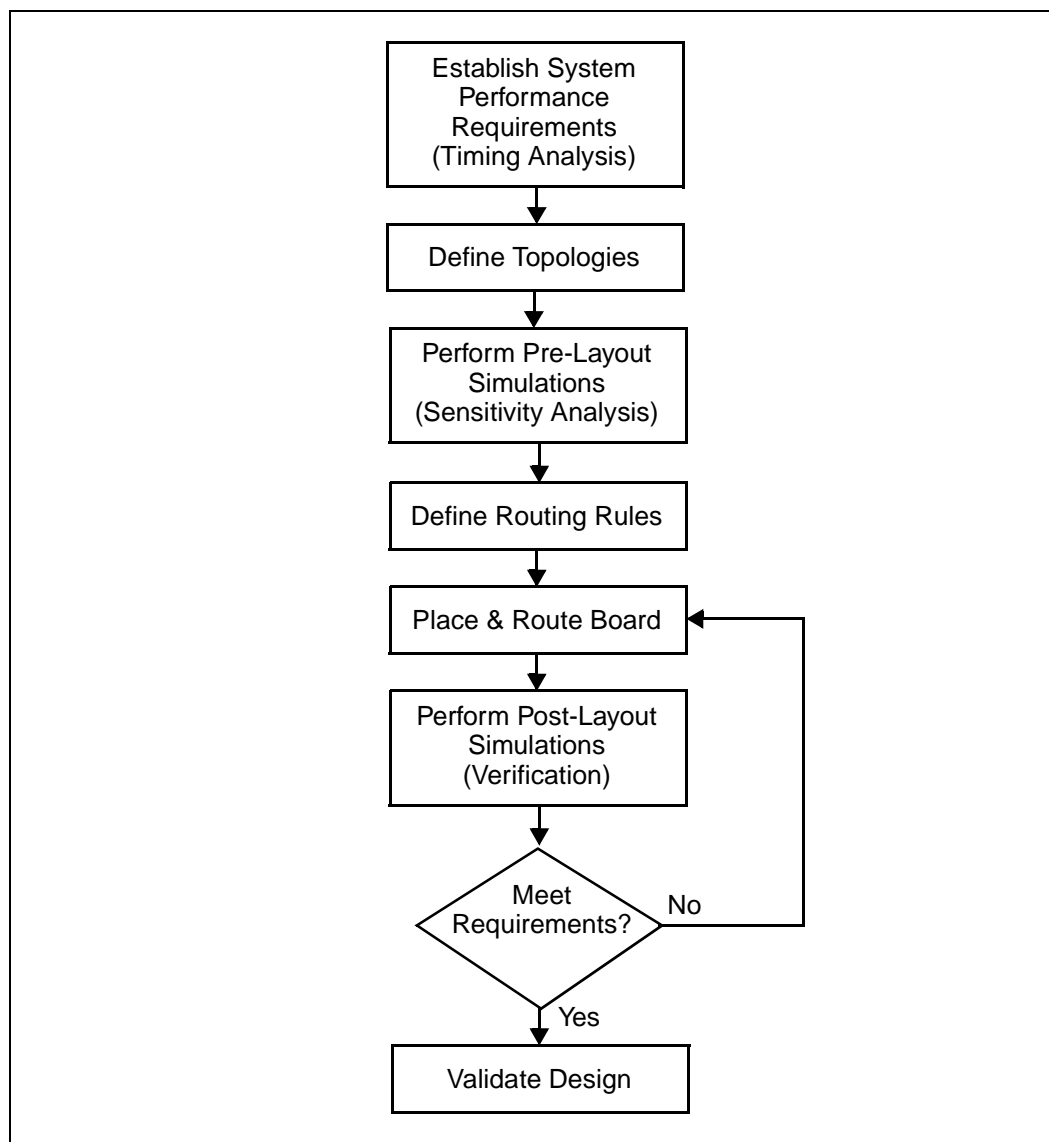 Establish System
Performance
Requirements
(Timing Analysis)
Define Topologies
Perform Pre-Layout
Simulations
(Sensitivity Analysis)
Define Routing Rules
Place & Route Board
Perform Post-Layout
Simulations
(Verification)
Meet
Requirements?
No
Yes
Validate Design